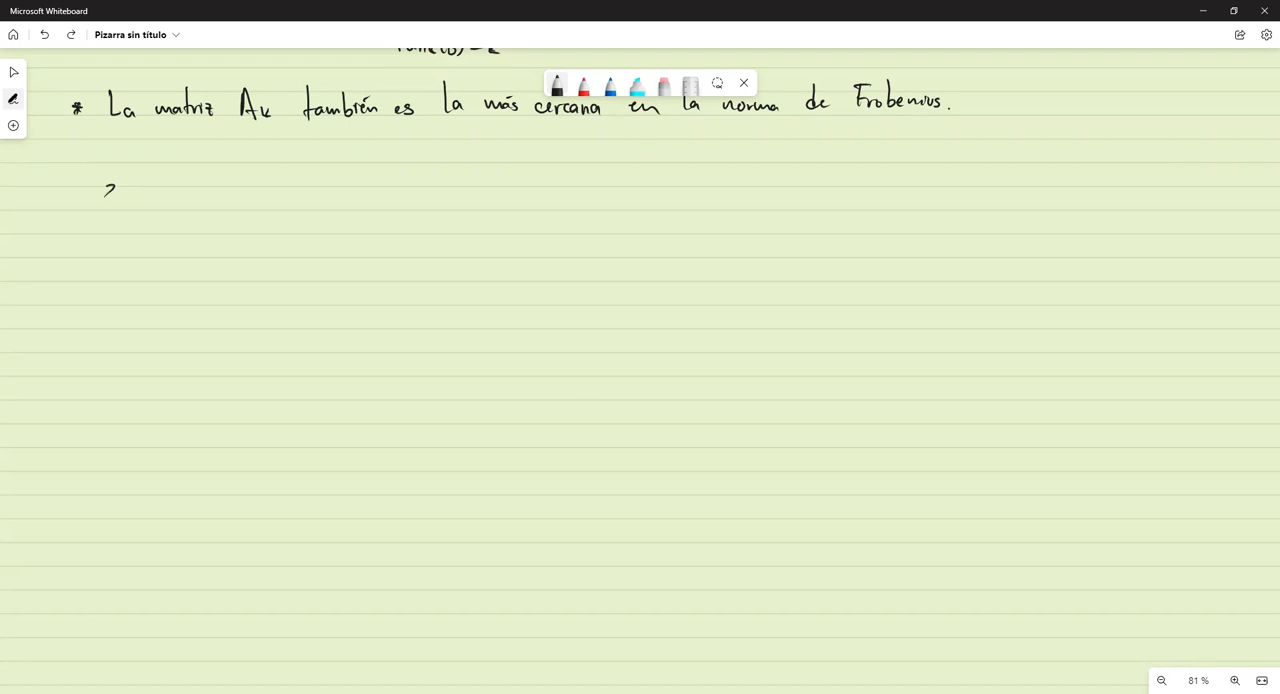 Microsoft Whiteboard
Pizarra sin título
* La matriz Ak también es la más cercana en la norma de Frobenius.
81 %